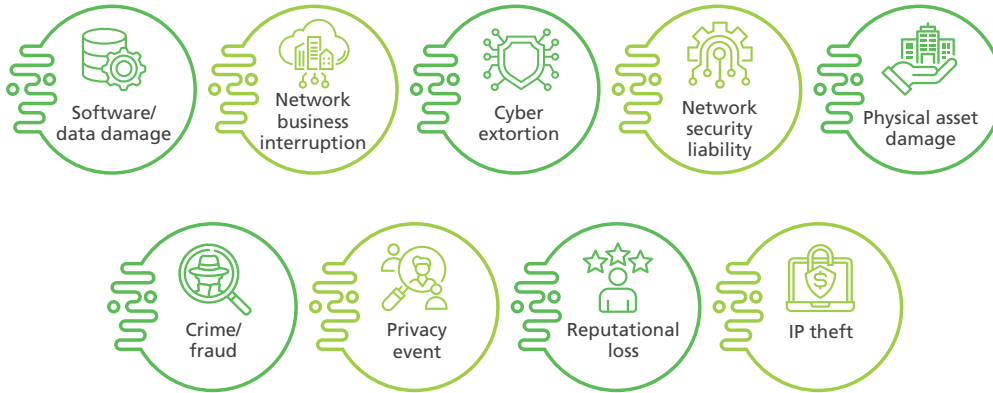 Software/
data damage
Network
business
interruption
Cyber
extortion
Network
security
liability
Physical asset
damage
Crime/
fraud
Privacy
event
Reputational
loss
$
IP theft